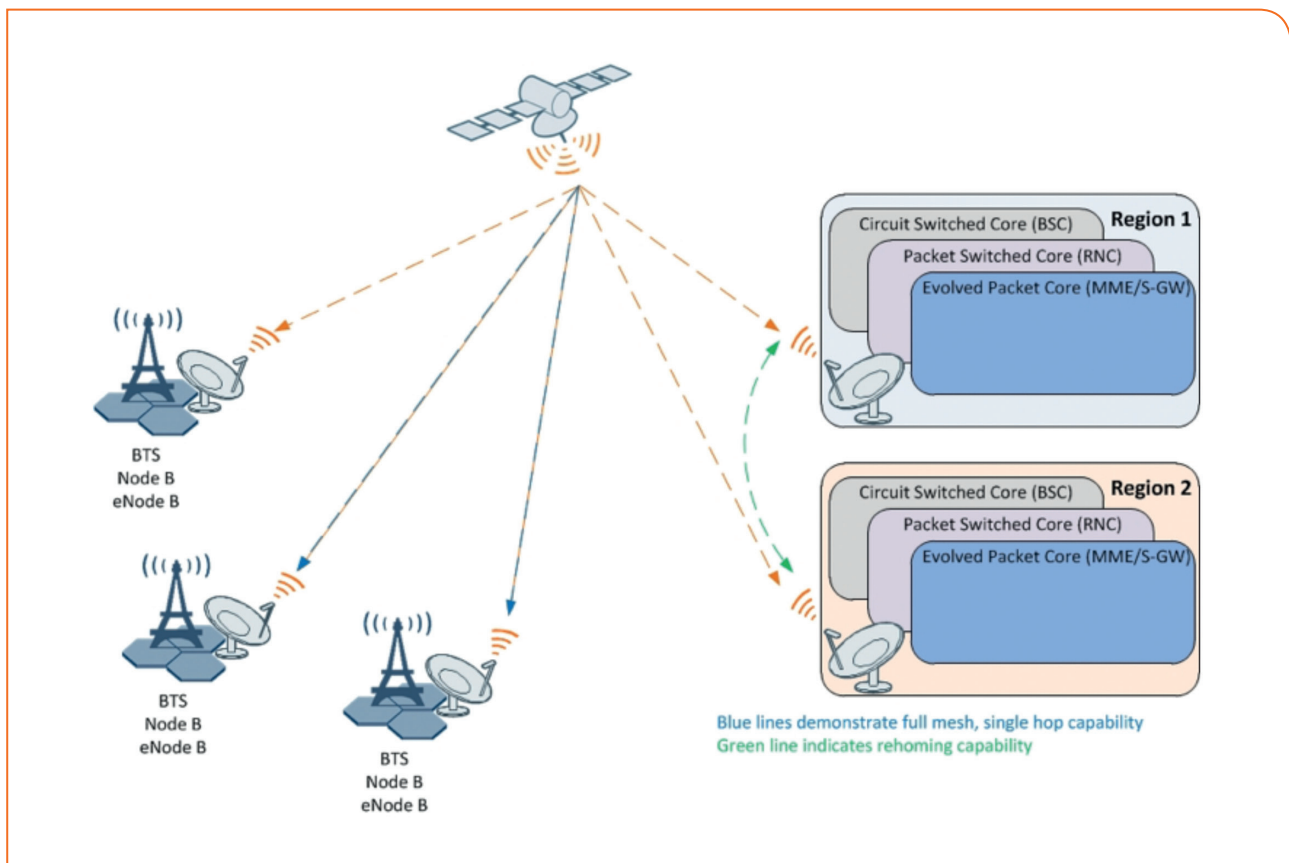 Region 1
Circuit Switched Core (BSC)
Packet Switched Core (RNC)
Evolved Packet Core (MME/S-GW)
BTS
Node B
eNode B
Region 2
Circuit Switched Core (BSC)
Packet Switched Core (RNC)
Evolved Packet Core (MME/S-GW)
BTS
Node B
eNode B
BTS
Node B
eNode B
Blue lines demonstrate full mesh, single hop capability
Green line indicates rehoming capability